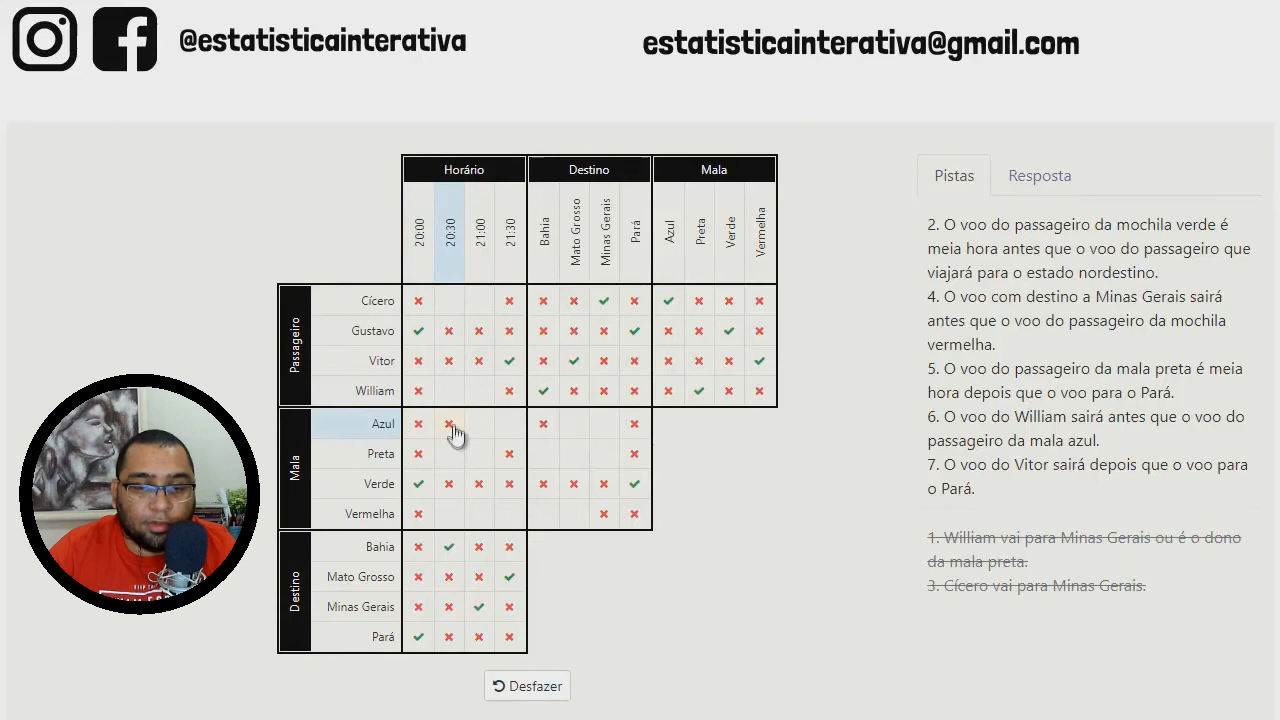 @estatisticainterativa
estatisticainterativa@gmail.com
Horário
Destino
Mala
20:00
20:30
21:00
21:30
Bahia
Mato Grosso
Minas Gerais
Pará
Azul
Preta
Verde
Vermelha
Passageiro
Cícero
Gustavo
Vitor
William
Mala
Azul
Preta
Verde
Vermelha
Destino
Bahia
Mato Grosso
Minas Gerais
Pará
Desfazer
Pistas
Resposta
2. O voo do passageiro da mochila verde é
meia hora antes que o voo do passageiro que
viajará para o estado nordestino.
4. O voo com destino a Minas Gerais sairá
antes que o voo do passageiro da mochila
vermelha.
5. O voo do passageiro da mala preta é meia
hora depois que o voo para o Pará.
6. O voo do William sairá antes que o voo do
passageiro da mala azul.
7. O voo do Vitor sairá depois que o voo para
o Pará.
1. William vai para Minas Gerais ou é o dono
da mala preta.
3. Cícero vai para Minas Gerais.